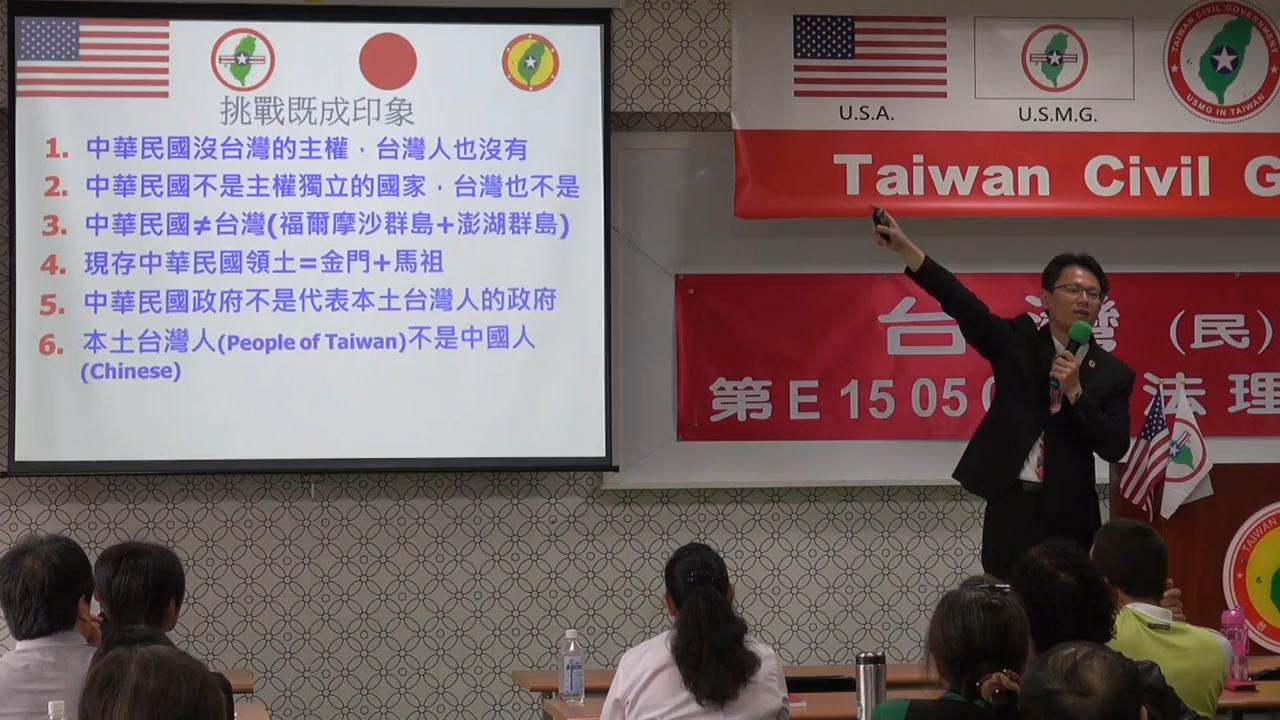 挑戰既成印象
1. 中華民國沒台灣的主權，台灣人也沒有
2. 中華民國不是主權獨立的國家，台灣也不是
3. 中華民國≠台灣(福爾摩沙群島+澎湖群島)
4. 現存中華民國領土=金門+馬祖
5. 中華民國政府不是代表本土台灣人的政府
6. 本土台灣人(People of Taiwan)不是中國人
(Chinese)
U.S.A.
U.S.M.G.
TAIWAN CIVIL GOVERNMENT
USMG IN TAIWAN
Taiwan Civil G
台灣(民)
第E1505
法理